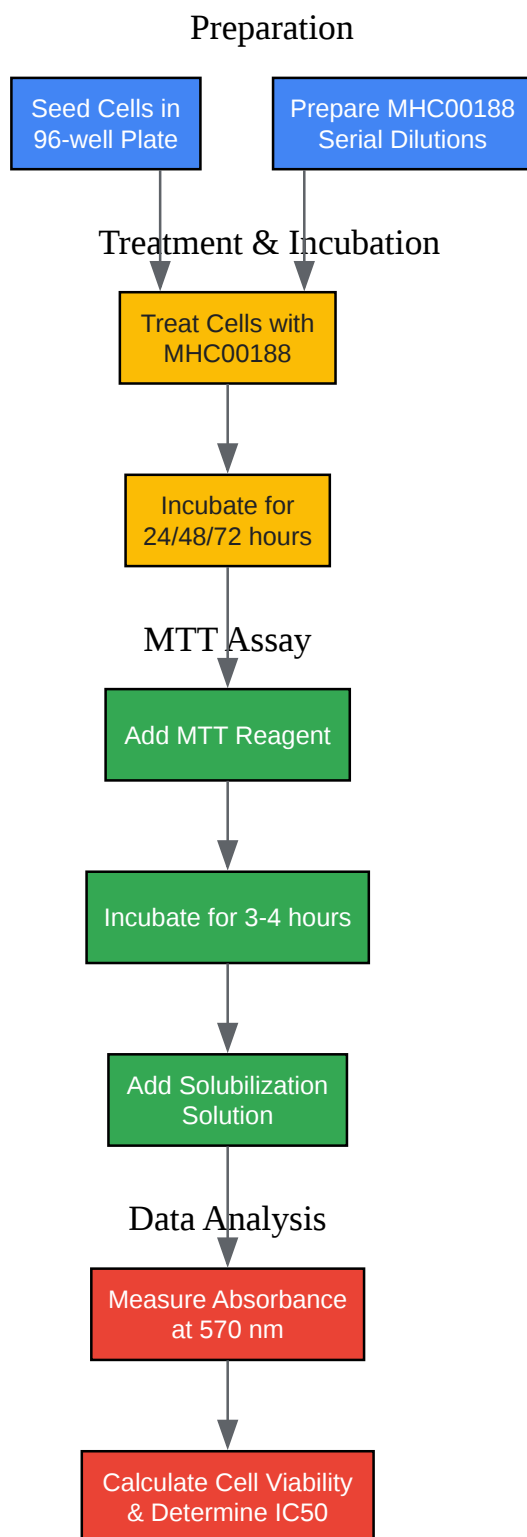 Preparation
Seed Cells in
96-well Plate
Prepare MHC00188
Serial Dilutions
Treatment & Incubation
Treat Cells with
MHC00188
Incubate for
24/48/72 hours
MTT Assay
Add MTT Reagent
Incubate for 3-4 hours
Add Solubilization
Solution
Data Analysis
Measure Absorbance
at 570 nm
Calculate Cell Viability
& Determine IC50